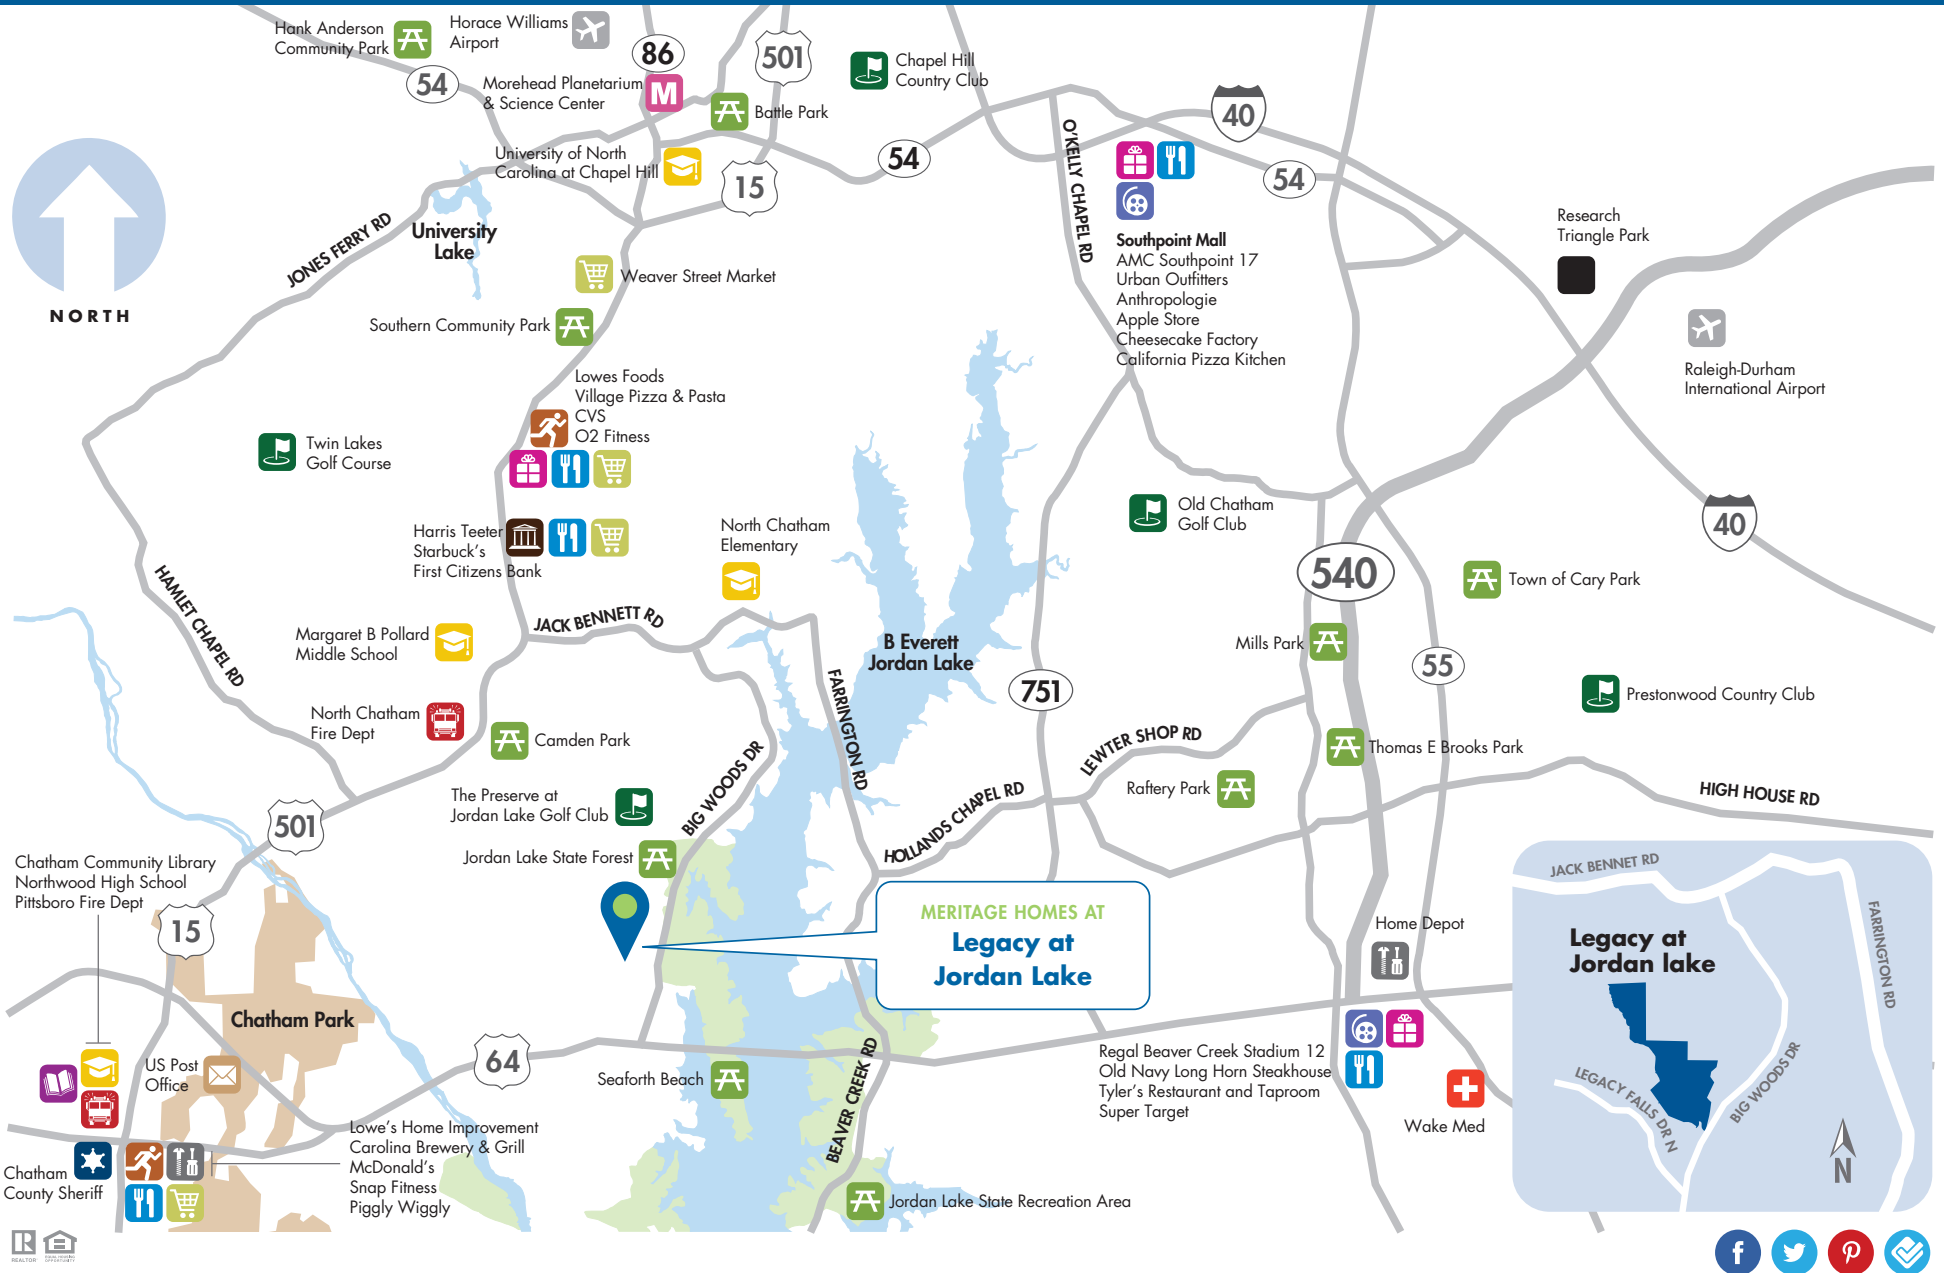 Hank Anderson
Community Park
Horace Williams
Airport
54
86
501
Morehead Planetarium
& Science Center
M
Battle Park
Chapel Hill
Country Club
University of North
Carolina at Chapel Hill
15
54
40
54
O'KELLY CHAPEL RD
NORTH
JONES FERRY RD
University
Lake
Weaver Street Market
Southern Community Park
Southpoint Mall
AMC Southpoint 17
Urban Outfitters
Anthropologie
Apple Store
Cheesecake Factory
California Pizza Kitchen
Research
Triangle Park
Raleigh-Durham
International Airport
Lowes Foods
Village Pizza & Pasta
CVS
O2 Fitness
Twin Lakes
Golf Course
Harris Teeter
Starbuck's
First Citizens Bank
North Chatham
Elementary
Old Chatham
Golf Club
40
540
Town of Cary Park
HAMLET CHAPEL RD
JACK BENNETT RD
Margaret B Pollard
Middle School
B Everett
Jordan Lake
Mills Park
55
751
Prestonwood Country Club
North Chatham
Fire Dept
Camden Park
FARRINGTON RD
LEWTER SHOP RD
Thomas E Brooks Park
BIG WOODS DR
The Preserve at
Jordan Lake Golf Club
HOLLANDS CHAPEL RD
Raftery Park
HIGH HOUSE RD
501
Jordan Lake State Forest
Chatham Community Library
Northwood High School
Pittsboro Fire Dept
15
MERITAGE HOMES AT
Legacy at
Jordan Lake
Home Depot
JACK BENNET RD
FARRINGTON RD
Legacy at
Jordan lake
BIG WOODS DR
LEGACY FALLS DR N
N
Chatham Park
64
US Post
Office
Seaforth Beach
BEAVER CREEK RD
Regal Beaver Creek Stadium 12
Old Navy Long Horn Steakhouse
Tyler's Restaurant and Taproom
Super Target
Wake Med
Chatham
County Sheriff
Lowe's Home Improvement
Carolina Brewery & Grill
McDonald's
Snap Fitness
Piggly Wiggly
Jordan Lake State Recreation Area
REALTOR
EQUAL HOUSING
OPPORTUNITY